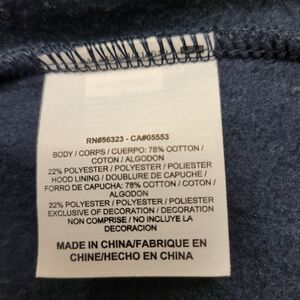 RN#56323 - CA#05553
BODY / CORPS / CUERPO: 78% COTTON /
COTON / ALGODON
22% POLYESTER / POLYESTER / POLIESTER
HOOD LINING / DOUBLURE DE CAPUCHE /
FORRO DE CAPUCHA: 78% COTTON / COTON /
ALGODON
22% POLYESTER / POLYESTER / POLIESTER
EXCLUSIVE OF DECORATION / DECORATION
NON COMPRISE / NO INCLUYE LA
DECORACION
MADE IN CHINA/FABRIQUE EN
CHINE/HECHO EN CHINA